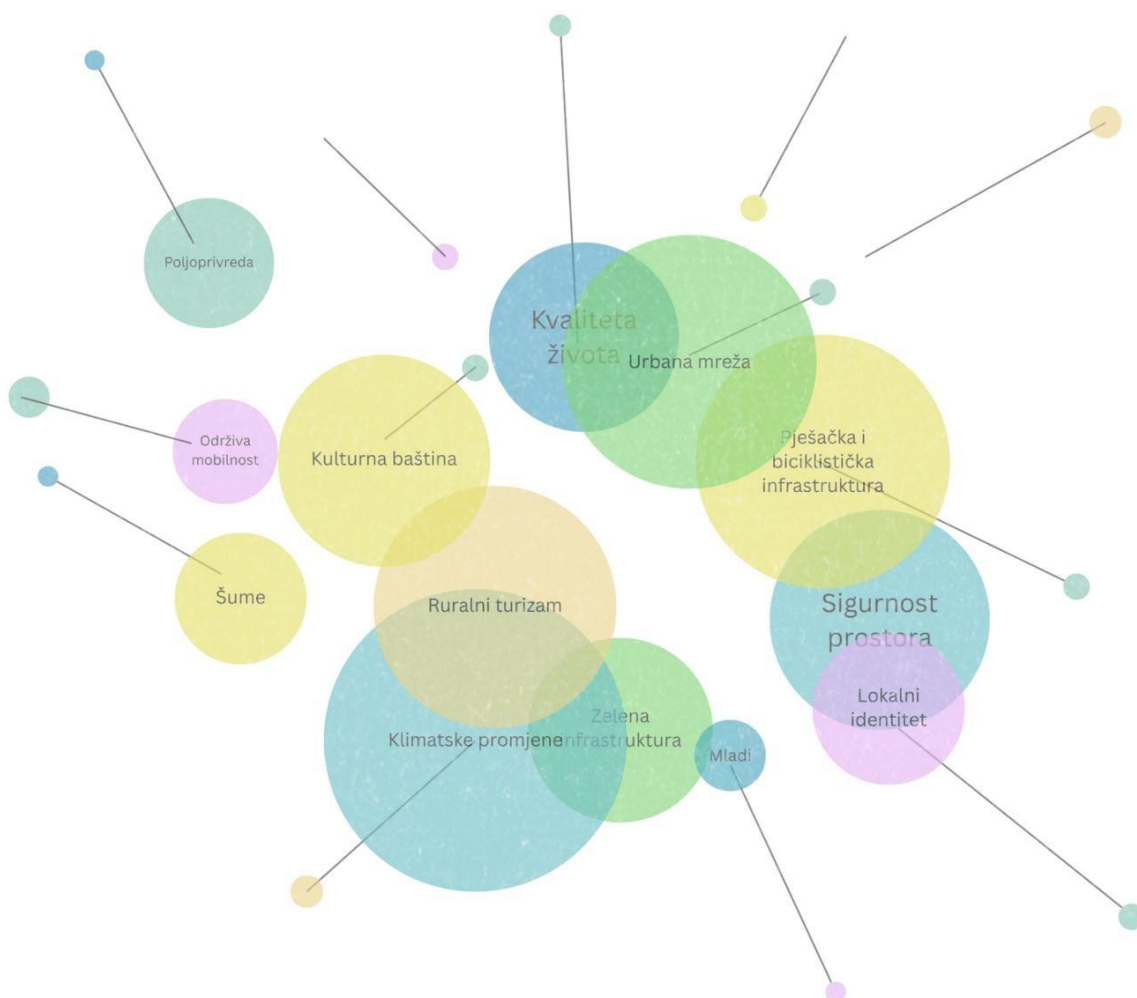 Poljoprivreda
Kvaliteta
života
Urbana mreža
Održiva
mobilnost
Kulturna baština
Pješačka i
biciklistička
infrastruktura
Šume
Ruralni turizam
Sigurnost
prostora
Lokalni
identitet
Klimatske promjene
Zelena
infrastruktura
Mladi